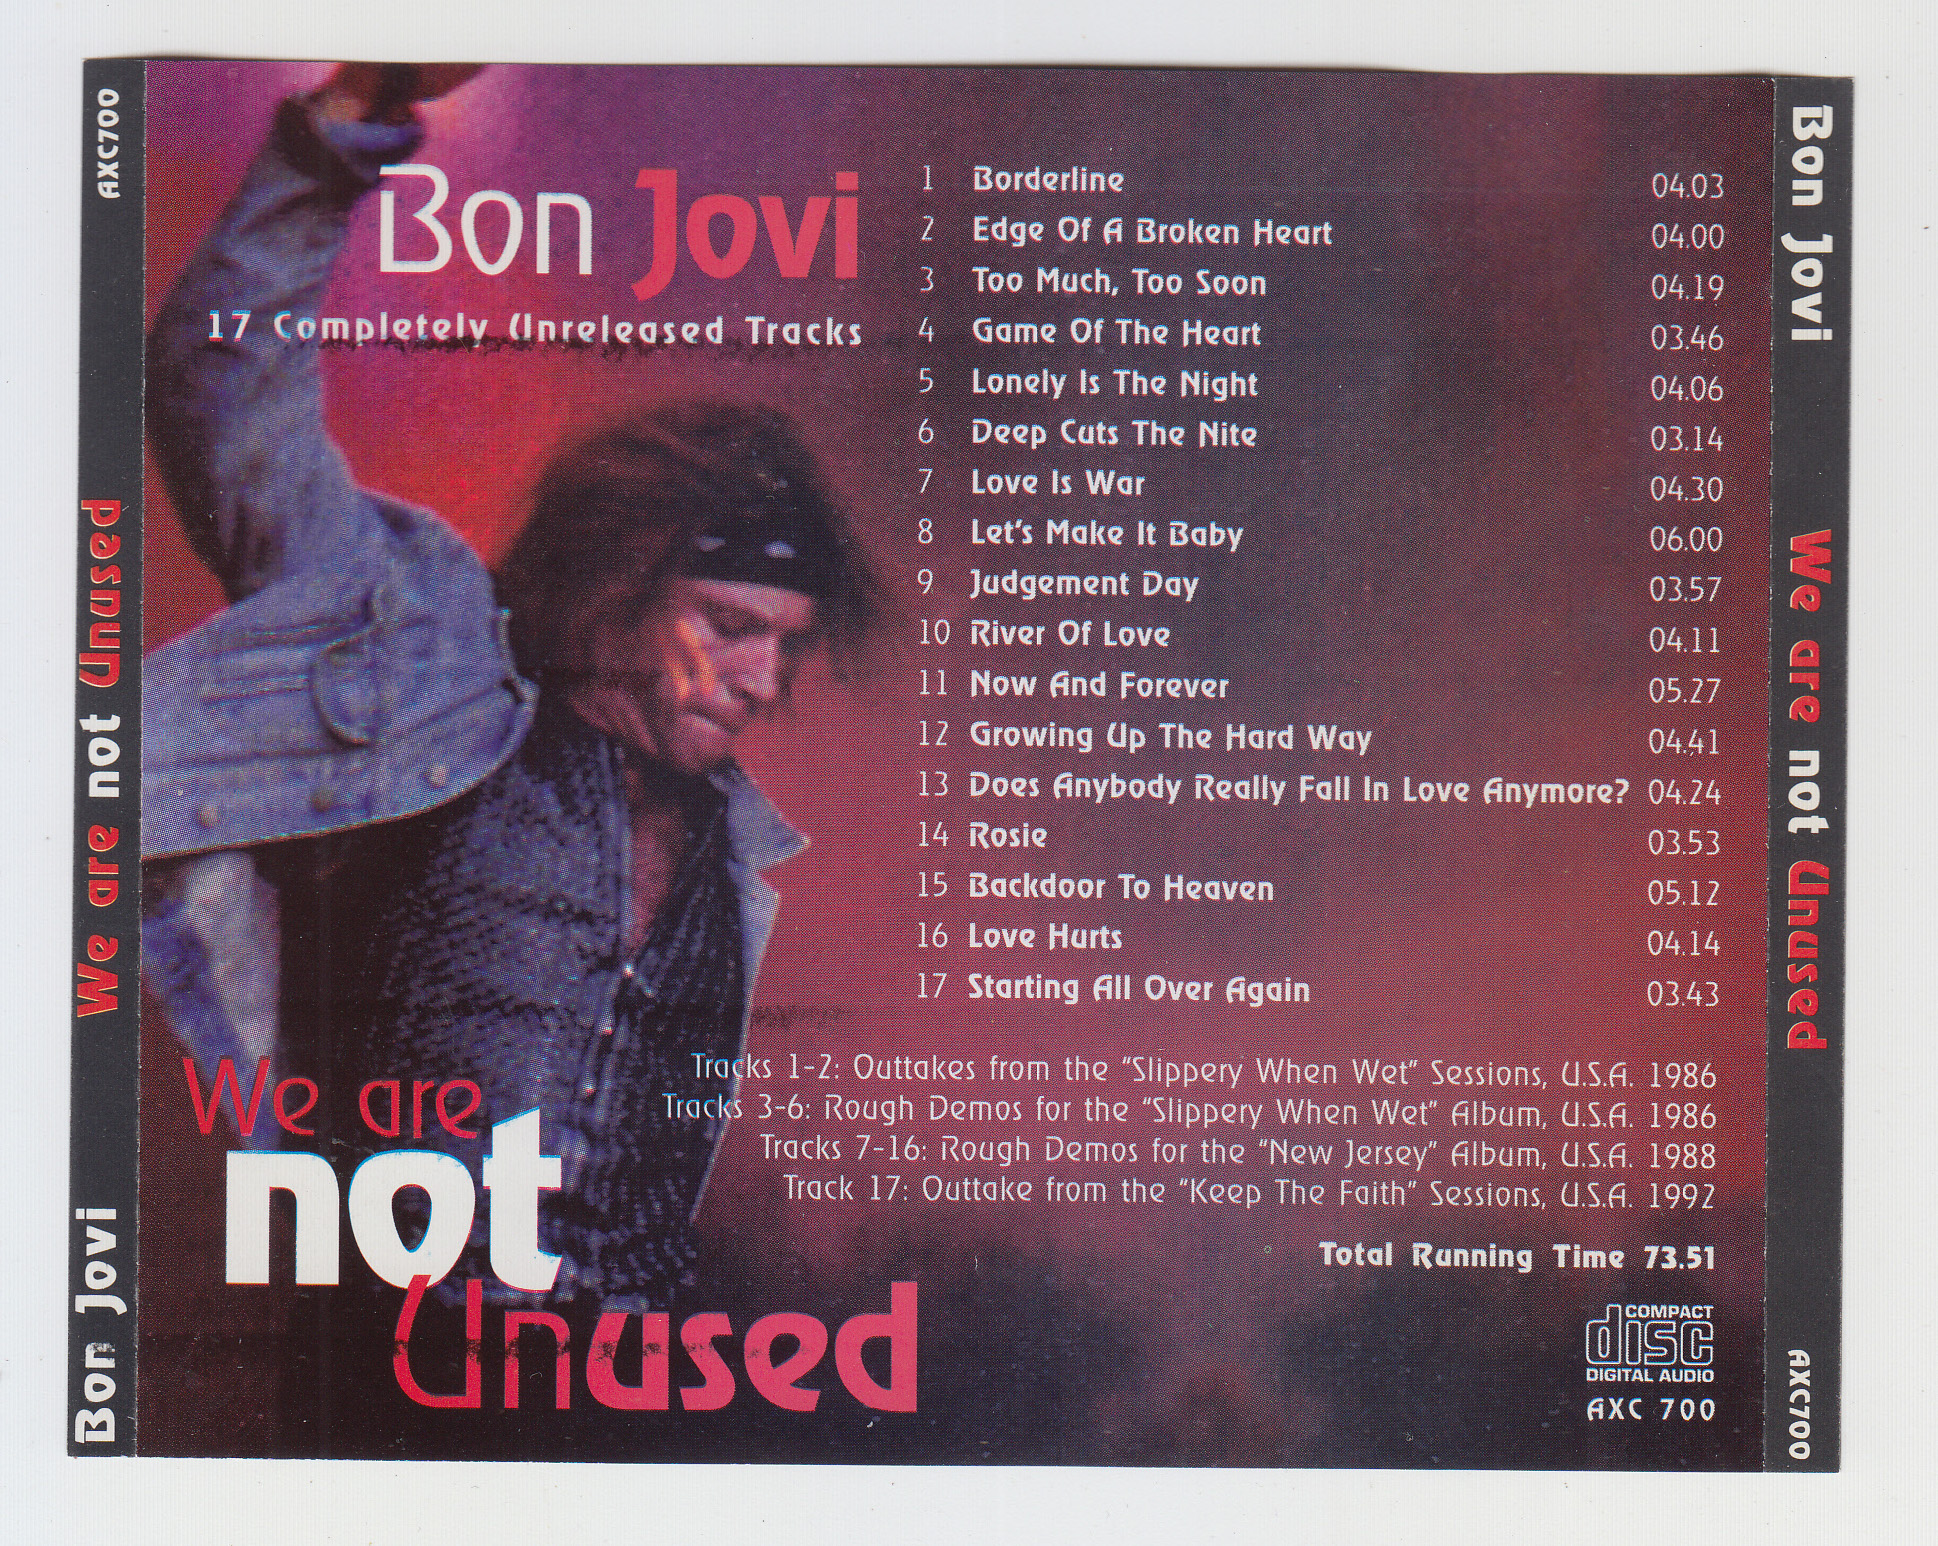 AXC700
We are not Unused
Bon Jovi
Bon Jovi
17 Completely Unreleased Tracks
1 Borderline 04.03
2 Edge Of A Broken Heart 04.00
3 Too Much, Too Soon 04.19
4 Game Of The Heart 03.46
5 Lonely Is The Night 04.06
6 Deep Cuts The Nite 03.14
7 Love Is War 04.30
8 Let's Make It Baby 06.00
9 Judgement Day 03.57
10 River Of Love 04.11
11 Now And Forever 05.27
12 Growing Up The Hard Way 04.41
13 Does Anybody Really Fall In Love Anymore? 04.24
14 Rosie 03.53
15 Backdoor To Heaven 05.12
16 Love Hurts 04.14
17 Starting All Over Again 03.43
Tracks 1-2: Outtakes from the "Slippery When Wet" Sessions, U.S.A. 1986
Tracks 3-6: Rough Demos for the "Slippery When Wet" Album, U.S.A. 1986
Tracks 7-16: Rough Demos for the "New Jersey" Album, U.S.A. 1988
Track 17: Outtake from the "Keep The Faith" Sessions, U.S.A. 1992
Total Running Time 73.51
We are
not
Unused
COMPACT
disc
DIGITAL AUDIO
AXC 700
Bon Jovi
We are not Unused
AXC700